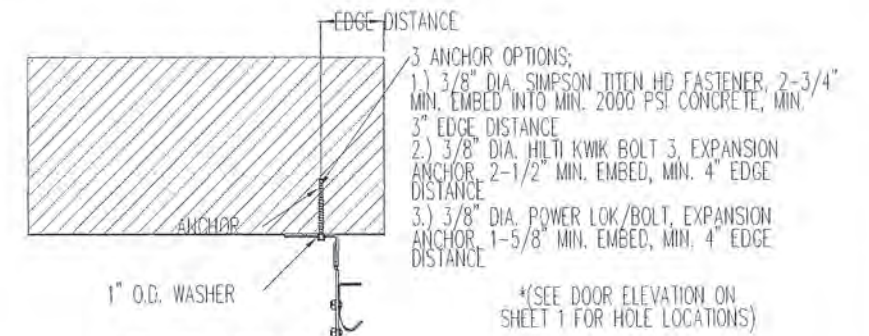 EDGE DISTANCE
3 ANCHOR OPTIONS;
1.) 3/8" DIA. SIMPSON TITEN HD FASTENER, 2-3/4"
MIN. EMBED INTO MIN. 2000 PSI CONCRETE, MIN.
3" EDGE DISTANCE
2.) 3/8" DIA. HILTI KWIK BOLT 3, EXPANSION
ANCHOR, 2-1/2" MIN. EMBED, MIN. 4" EDGE
DISTANCE
3.) 3/8" DIA. POWER LOK/BOLT, EXPANSION
ANCHOR, 1-5/8" MIN. EMBED, MIN. 4" EDGE
DISTANCE
ANCHOR
1" O.D. WASHER
*(SEE DOOR ELEVATION ON
SHEET 1 FOR HOLE LOCATIONS)